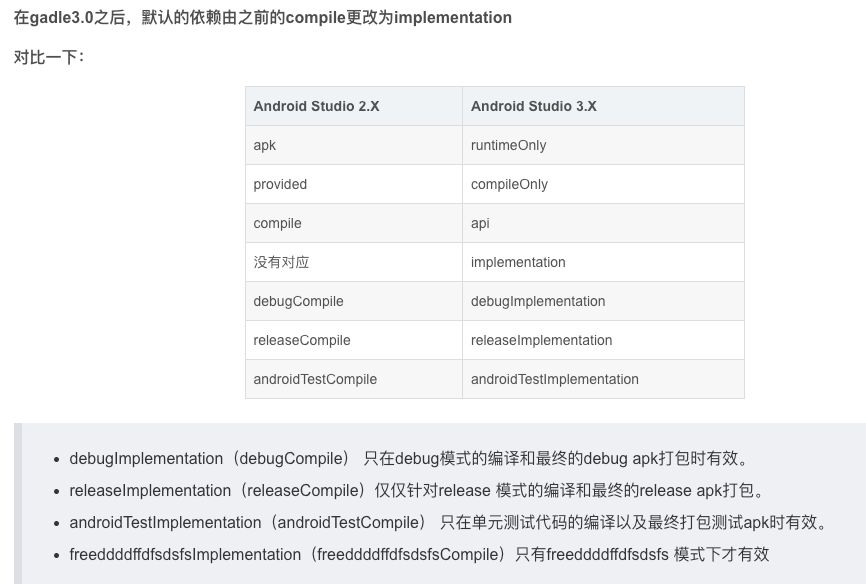 在gadle3.0之后，默认的依赖由之前的compile更改为implementation
对比一下：
Android Studio 2.X Android Studio 3.X
apk runtimeOnly
provided compileOnly
compile api
没有对应 implementation
debugCompile debugImplementation
releaseCompile releaseImplementation
androidTestCompile androidTestImplementation
• debugImplementation（debugCompile） 只在debug模式的编译和最终的debug apk打包时有效。
• releaseImplementation（releaseCompile）仅仅针对release 模式的编译和最终的release apk打包。
• androidTestImplementation（androidTestCompile） 只在单元测试代码的编译以及最终打包测试apk时有效。
• freeddddffdfsdsfsImplementation（freeddddffdfsdsfsCompile）只有freeddddffdfsdsfs 模式下才有效